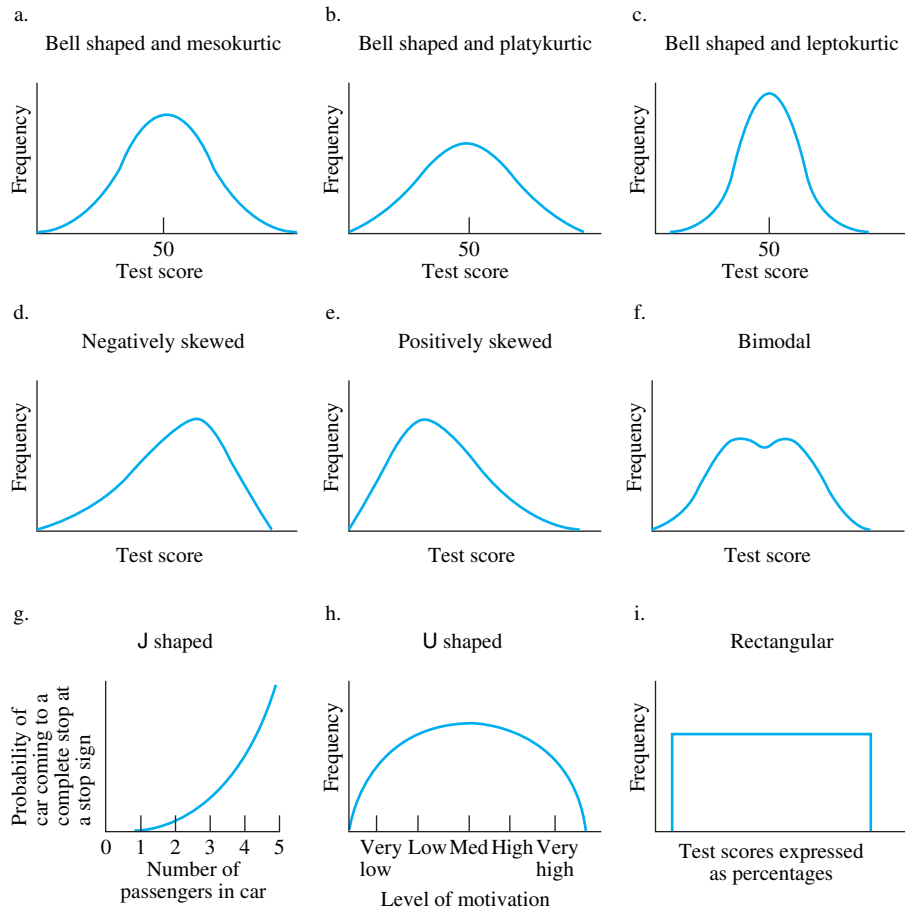 a.
Bell shaped and mesokurtic
Frequency
50
Test score
b.
Bell shaped and platykurtic
Frequency
50
Test score
c.
Bell shaped and leptokurtic
Frequency
50
Test score
d.
Negatively skewed
Frequency
Test score
e.
Positively skewed
Frequency
Test score
f.
Bimodal
Frequency
Test score
g.
J shaped
Probability of
car coming to a
complete stop at
a stop sign
0 1 2 3 4 5
Number of
passengers in car
h.
U shaped
Frequency
Very Low Med High Very
low high
Level of motivation
i.
Rectangular
Frequency
Test scores expressed
as percentages